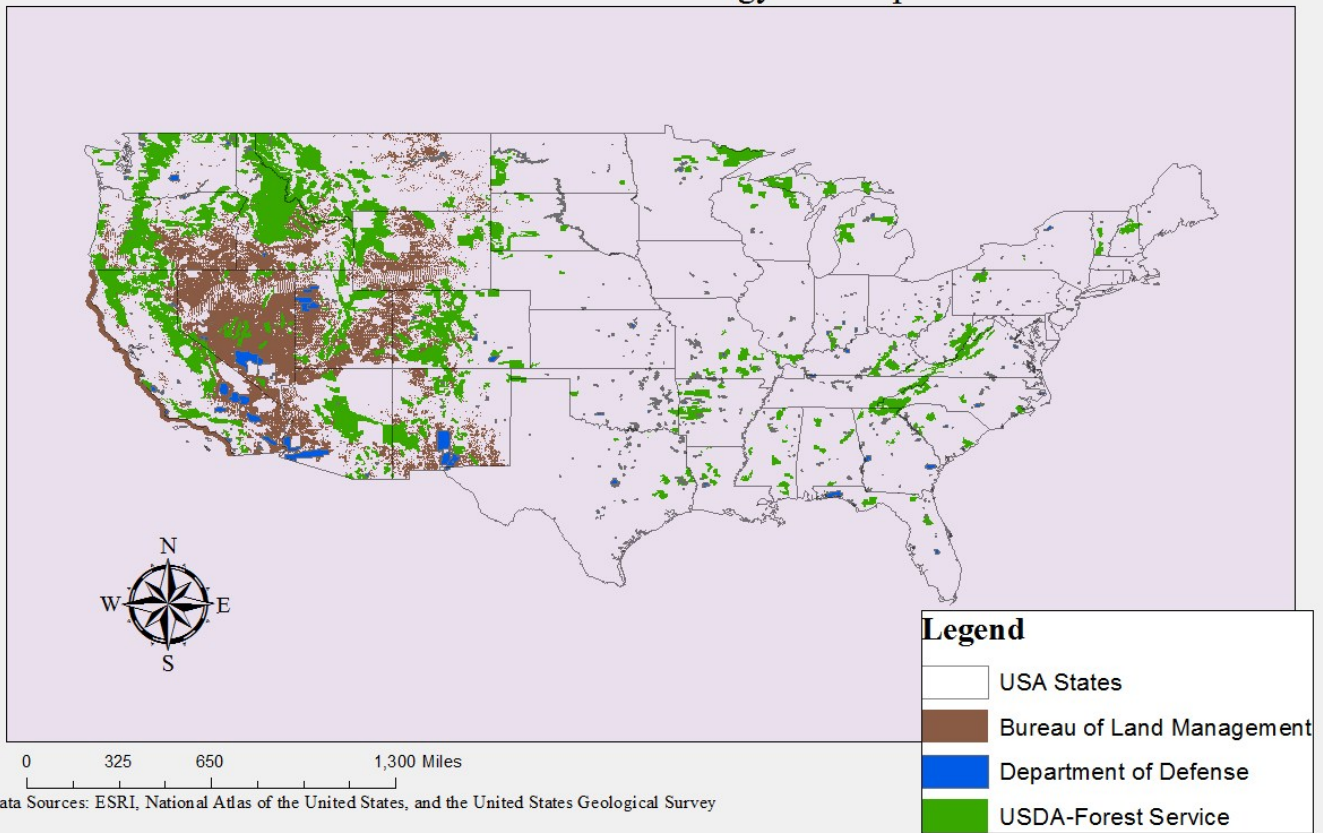 N
W E
S
Legend
USA States
Bureau of Land Management
Department of Defense
USDA-Forest Service
0 325 650 1,300 Miles
ata Sources: ESRI, National Atlas of the United States, and the United States Geological Survey